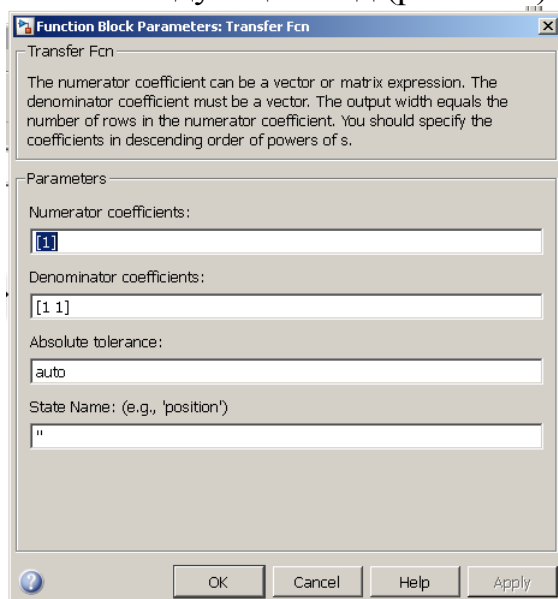 Function Block Parameters: Transfer Fcn
Transfer Fcn
The numerator coefficient can be a vector or matrix expression. The
denominator coefficient must be a vector. The output width equals the
number of rows in the numerator coefficient. You should specify the
coefficients in descending order of powers of s.
Parameters
Numerator coefficients:
[1]
Denominator coefficients:
[1 1]
Absolute tolerance:
auto
State Name: (e.g., 'position')
''
OK Cancel Help Apply